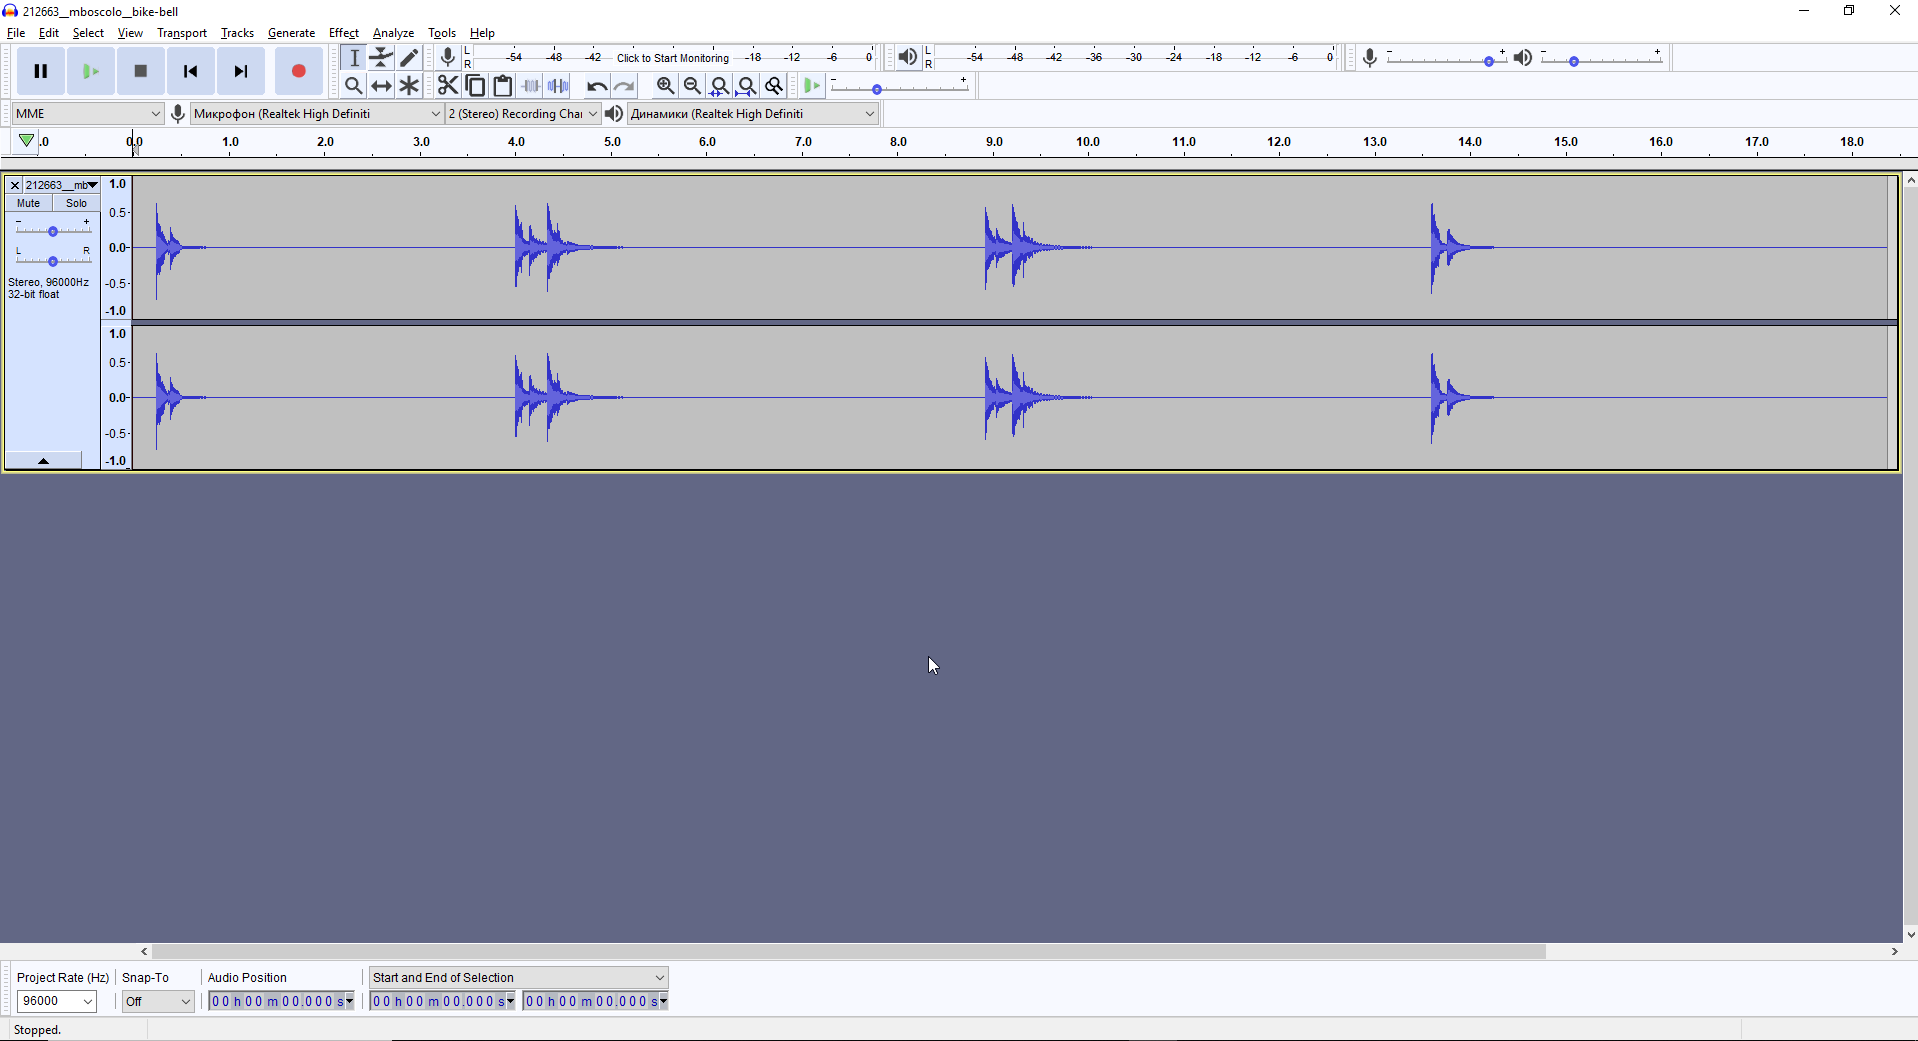 212663__mboscolo__bike-bell
File Edit Select View Transport Tracks Generate Effect Analyze Tools Help
L -54 -48 -42 Click to Start Monitoring -18 -12 -6 0 L -54 -48 -42 -36 -30 -24 -18 -12 -6 0 - + - +
R R
- +
MME Микрофон (Realtek High Definiti 2 (Stereo) Recording Chai Динамики (Realtek High Definiti
.0 0.0 1.0 2.0 3.0 4.0 5.0 6.0 7.0 8.0 9.0 10.0 11.0 12.0 13.0 14.0 15.0 16.0 17.0 18.0
212663__mb 1.0
Mute Solo
- + 0.5
L R 0.0
Stereo, 96000Hz -0.5
32-bit float
-1.0
1.0
0.5
0.0
-0.5
-1.0
Project Rate (Hz) Snap-To Audio Position Start and End of Selection
96000 Off 00 h 00 m 00.000 s 00 h 00 m 00.000 s 00 h 00 m 00.000 s
Stopped.